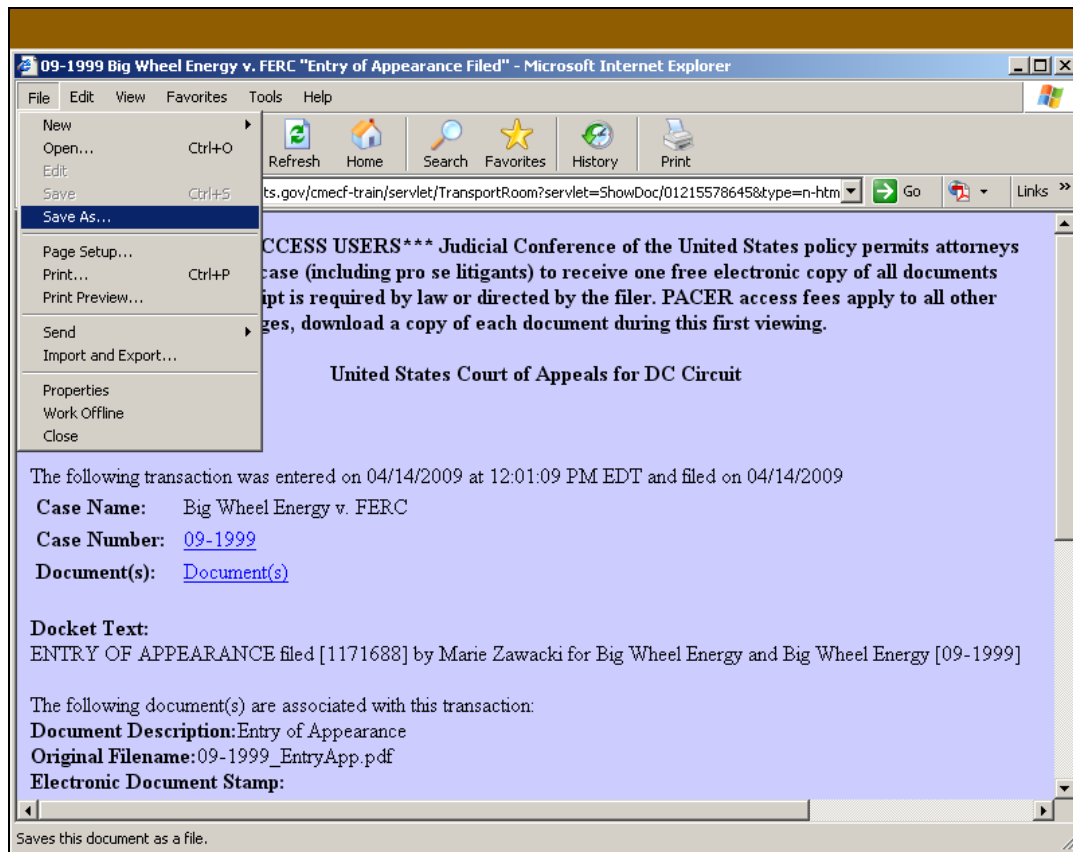 09-1999 Big Wheel Energy v. FERC "Entry of Appearance Filed" - Microsoft Internet Explorer
File Edit View Favorites Tools Help
New
Open... Ctrl+O
Edit
Save Ctrl+S
Save As...
Page Setup...
Print... Ctrl+P
Print Preview...
Send
Import and Export...
Properties
Work Offline
Close
Refresh Home Search Favorites History Print
ts.gov/cmecf-train/servlet/TransportRoom?servlet=ShowDoc/01215578645&type=n-htm Go Links »
CCESS USERS*** Judicial Conference of the United States policy permits attorneys
case (including pro se litigants) to receive one free electronic copy of all documents
ipt is required by law or directed by the filer. PACER access fees apply to all other
ges, download a copy of each document during this first viewing.
United States Court of Appeals for DC Circuit
The following transaction was entered on 04/14/2009 at 12:01:09 PM EDT and filed on 04/14/2009
Case Name: Big Wheel Energy v. FERC
Case Number: 09-1999
Document(s): Document(s)
Docket Text:
ENTRY OF APPEARANCE filed [1171688] by Marie Zawacki for Big Wheel Energy and Big Wheel Energy [09-1999]
The following document(s) are associated with this transaction:
Document Description:Entry of Appearance
Original Filename:09-1999_EntryApp.pdf
Electronic Document Stamp:
Saves this document as a file.